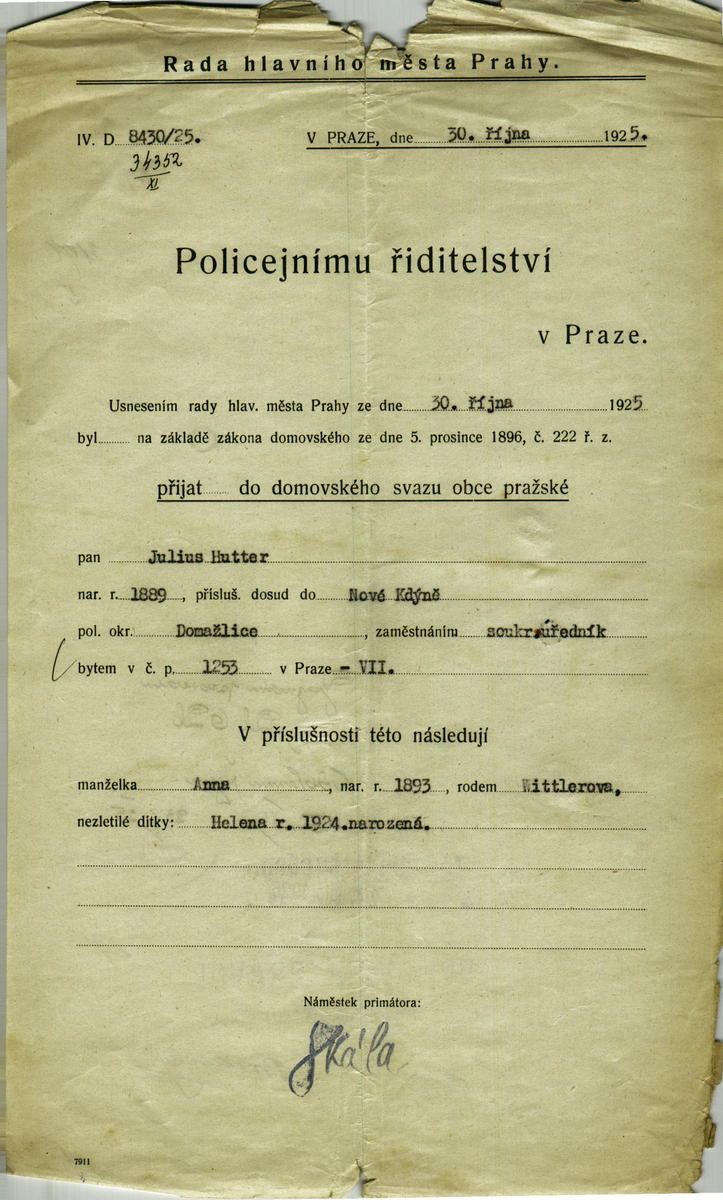 Rada hlavního města Prahy.
IV. D 8430/25. V PRAZE, dne 30. října 1925.
34352
XI
Policejnímu řiditelství
v Praze.
Usnesením rady hlav. města Prahy ze dne 30. října 1925
byl na základě zákona domovského ze dne 5. prosince 1896, č. 222 ř. z.
přijat do domovského svazu obce pražské
pan Julius Hutter
nar. r. 1889, přísluš. dosud do Nové Kdýně
pol. okr. Domažlice, zaměstnáním soukr.úředník
bytem v č. p. 1253 v Praze - VII.
V příslušnosti této následují
manželka Anna, nar. r. 1893, rodem Wittlerova,
nezletilé dítky: Helena r. 1924.narozená.
Náměstek primátora:
Skála
7911